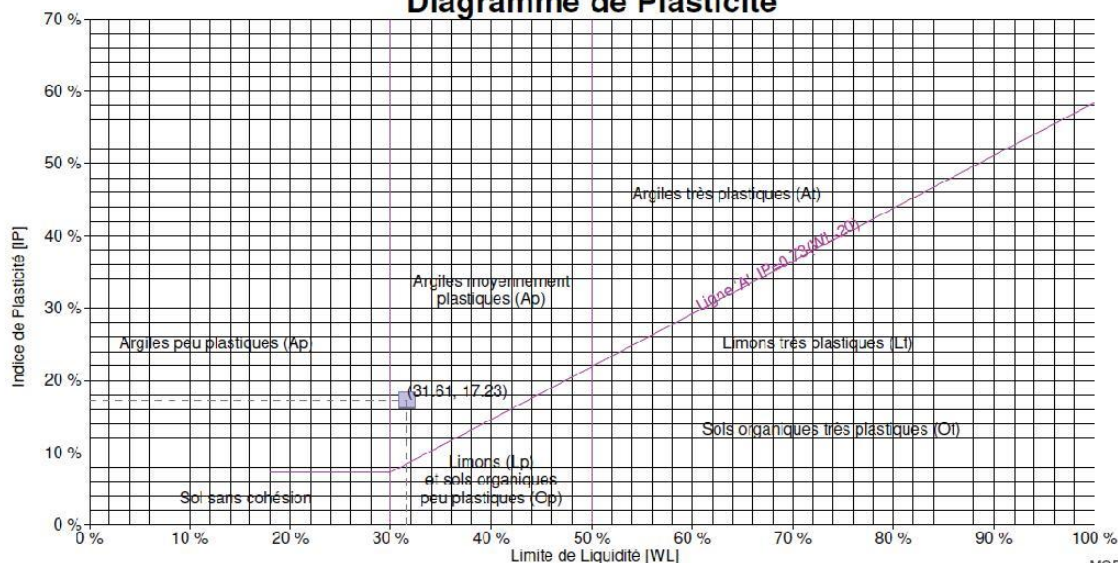 Diagramme de Plasticité
70 %
60 %
50 %
40 %
30 %
20 %
10 %
0 %
Indice de Plasticité [IP]
Argiles très plastiques (At)
Ligne 'A': IP=0.73(WL-20)
Argiles moyennement
plastiques (Ap)
Argiles peu plastiques (Ap)
Limons très plastiques (Lt)
(31.61, 17.23)
Sols organiques très plastiques (Ot)
Limons (Lp)
et sols organiques
peu plastiques (Op)
Sol sans cohésion
0 %
10 %
20 %
30 %
40 %
50 %
60 %
70 %
80 %
90 %
100 %
Limite de Liquidité [WL]